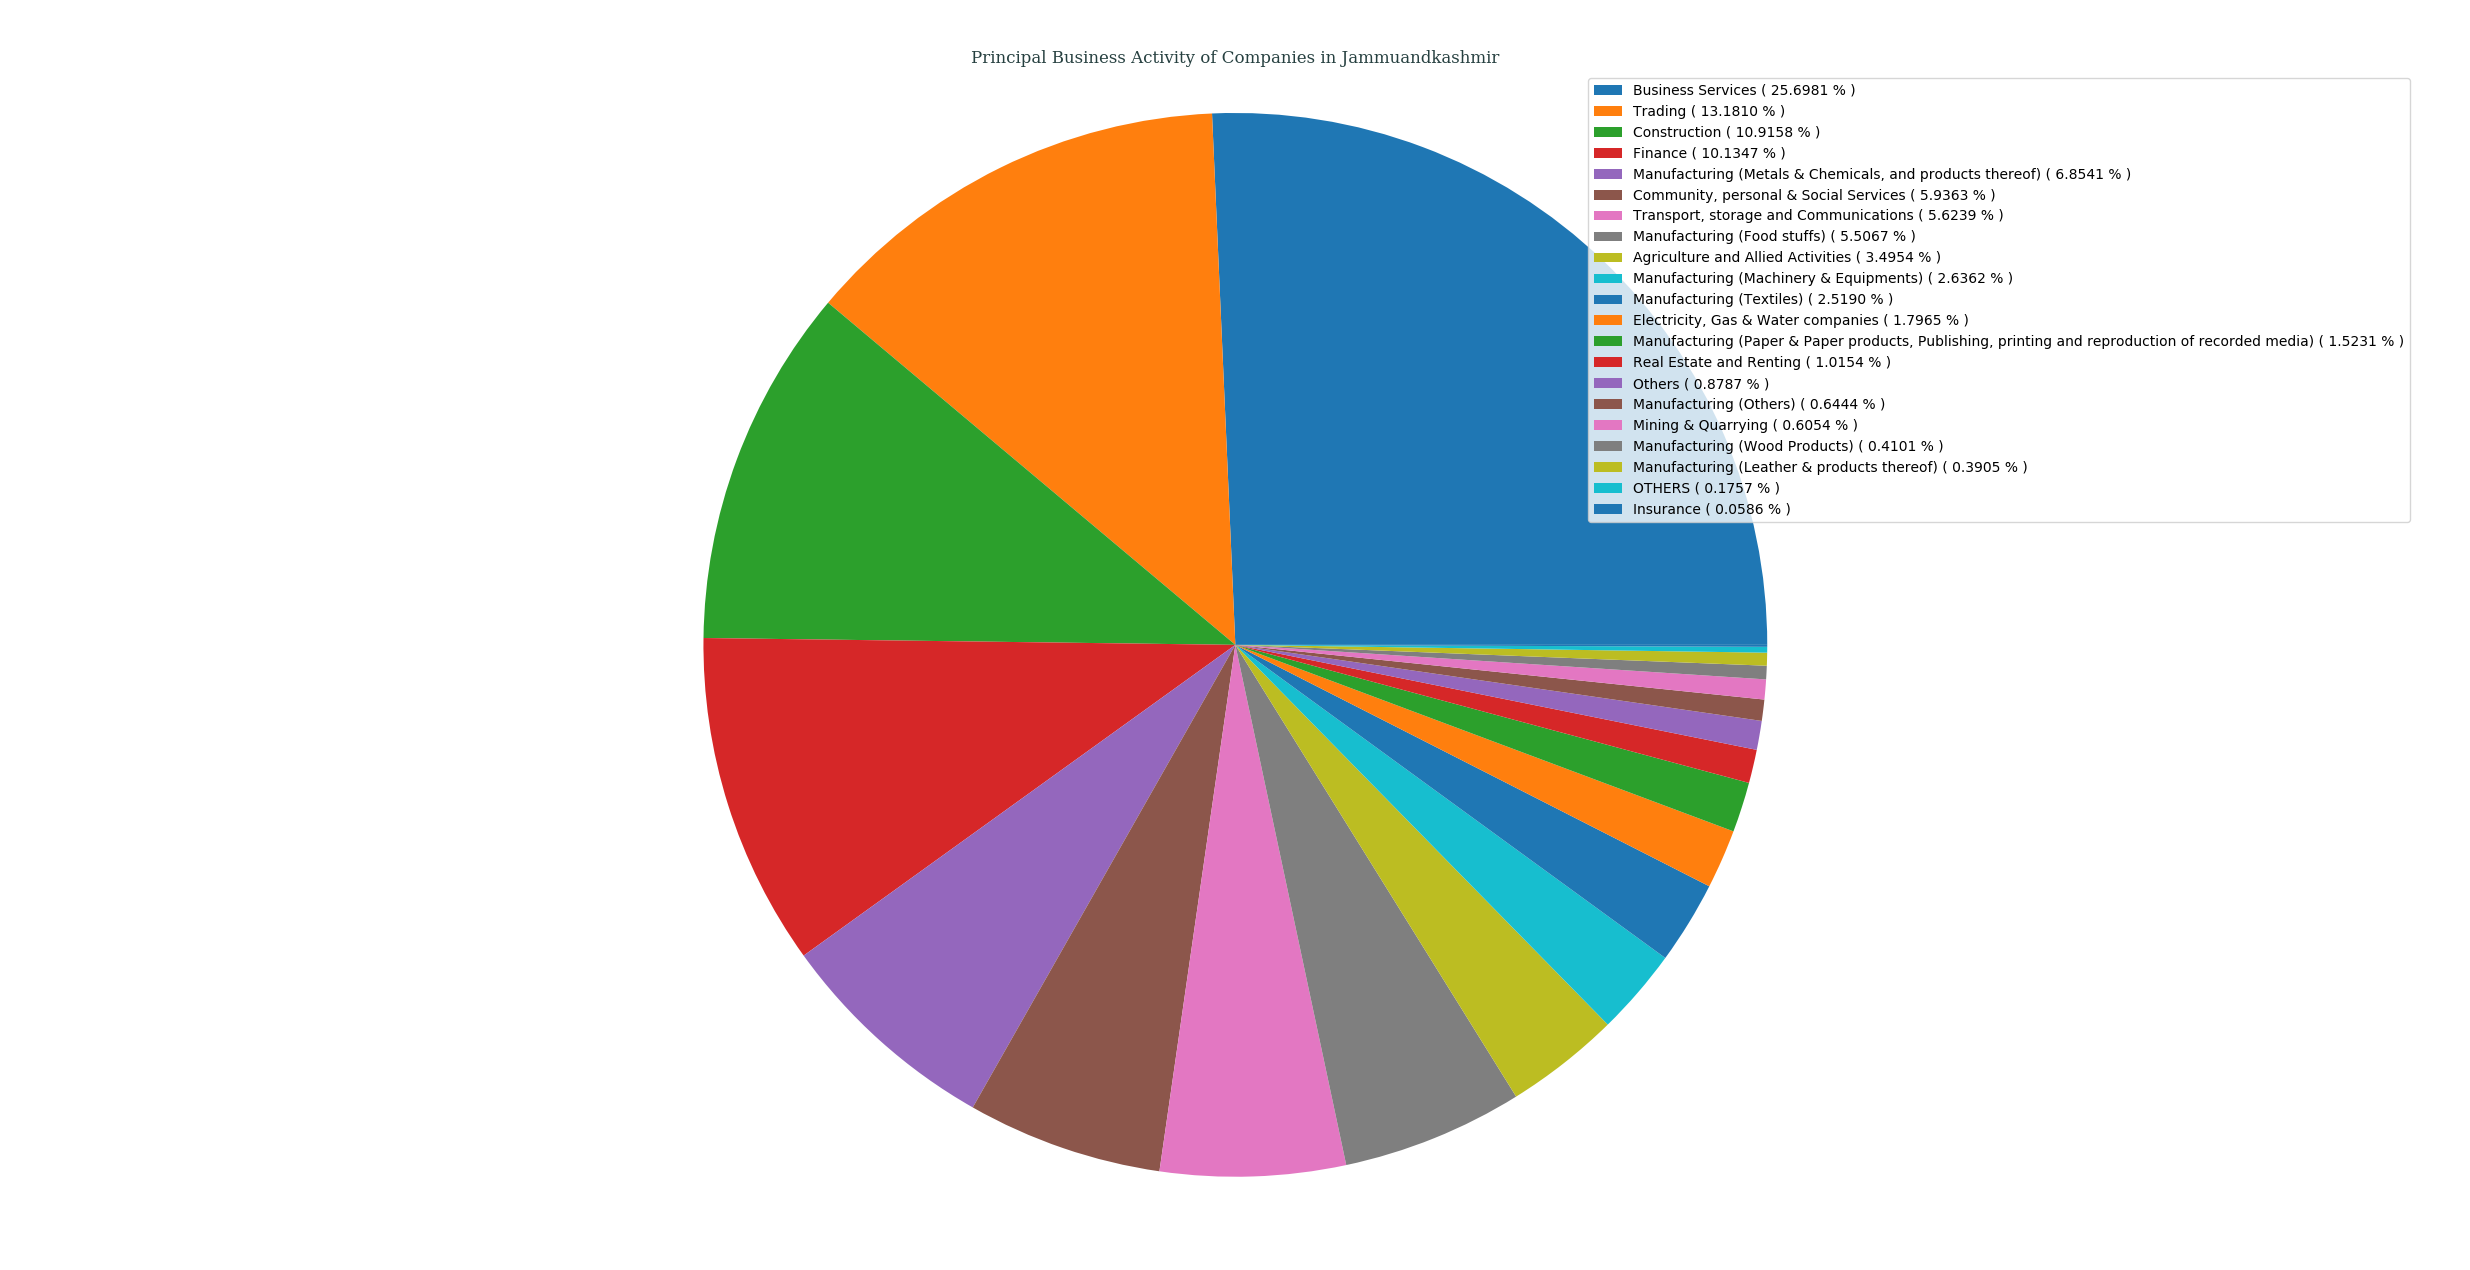 Principal Business Activity of Companies in Jammuandkashmir
Business Services ( 25.6981 % )
Trading ( 13.1810 % )
Construction ( 10.9158 % )
Finance ( 10.1347 % )
Manufacturing (Metals & Chemicals, and products thereof) ( 6.8541 % )
Community, personal & Social Services ( 5.9363 % )
Transport, storage and Communications ( 5.6239 % )
Manufacturing (Food stuffs) ( 5.5067 % )
Agriculture and Allied Activities ( 3.4954 % )
Manufacturing (Machinery & Equipments) ( 2.6362 % )
Manufacturing (Textiles) ( 2.5190 % )
Electricity, Gas & Water companies ( 1.7965 % )
Manufacturing (Paper & Paper products, Publishing, printing and reproduction of recorded media) ( 1.5231 % )
Real Estate and Renting ( 1.0154 % )
Others ( 0.8787 % )
Manufacturing (Others) ( 0.6444 % )
Mining & Quarrying ( 0.6054 % )
Manufacturing (Wood Products) ( 0.4101 % )
Manufacturing (Leather & products thereof) ( 0.3905 % )
OTHERS ( 0.1757 % )
Insurance ( 0.0586 % )